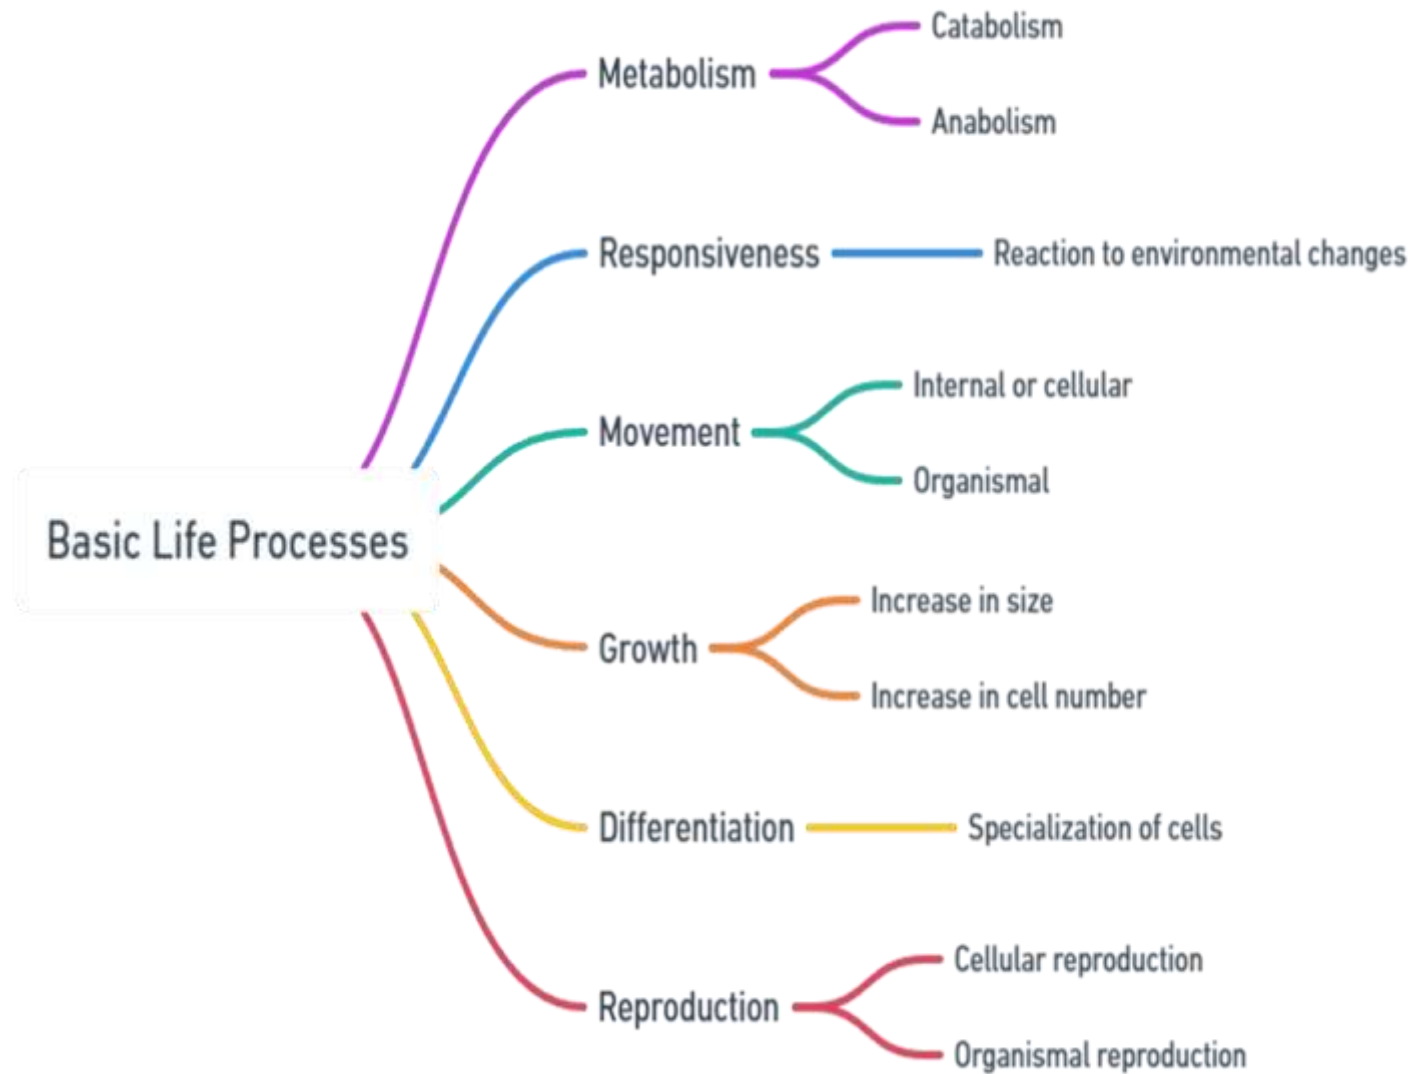 Basic Life Processes
Metabolism
Catabolism
Anabolism
Responsiveness
Reaction to environmental changes
Movement
Internal or cellular
Organismal
Growth
Increase in size
Increase in cell number
Differentiation
Specialization of cells
Reproduction
Cellular reproduction
Organismal reproduction